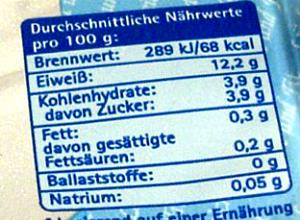 Durchschnittliche Nährwerte
pro 100 g:
Brennwert: 289 kJ/68 kcal
Eiweiß: 12,2 g
Kohlenhydrate: 3,9 g
davon Zucker: 3,9 g
Fett: 0,3 g
davon gesättigte
Fettsäuren: 0,2 g
Ballaststoffe: 0 g
Natrium: 0,05 g
auf einer Ernährung